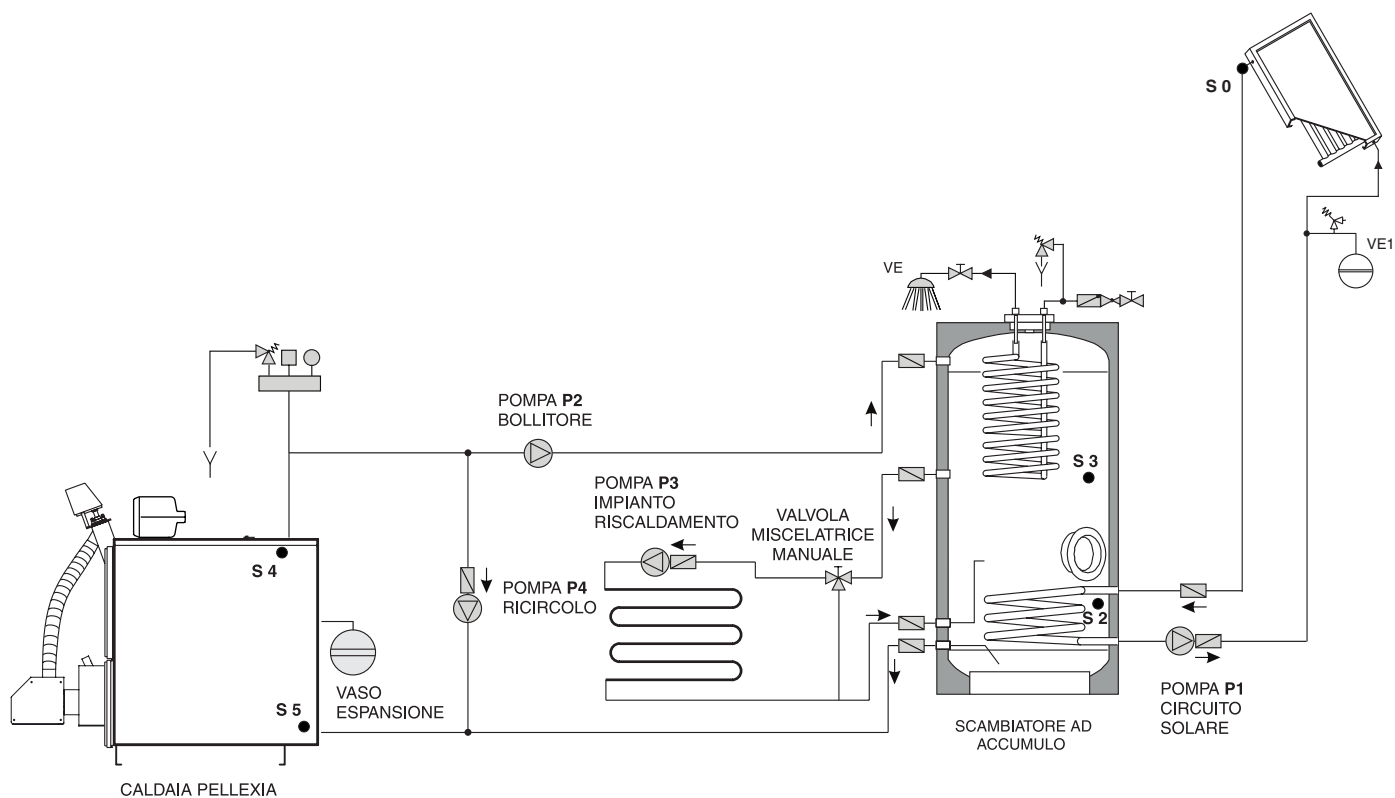 S 0
VE1
VE
POMPA P2
BOLLITORE
S 3
POMPA P3
IMPIANTO
RISCALDAMENTO
VALVOLA
MISCELATRICE
MANUALE
S 4
POMPA P4
RICIRCOLO
S 2
VASO
ESPANSIONE
S 5
POMPA P1
CIRCUITO
SOLARE
SCAMBIATORE AD
ACCUMULO
CALDAIA PELLEXIA